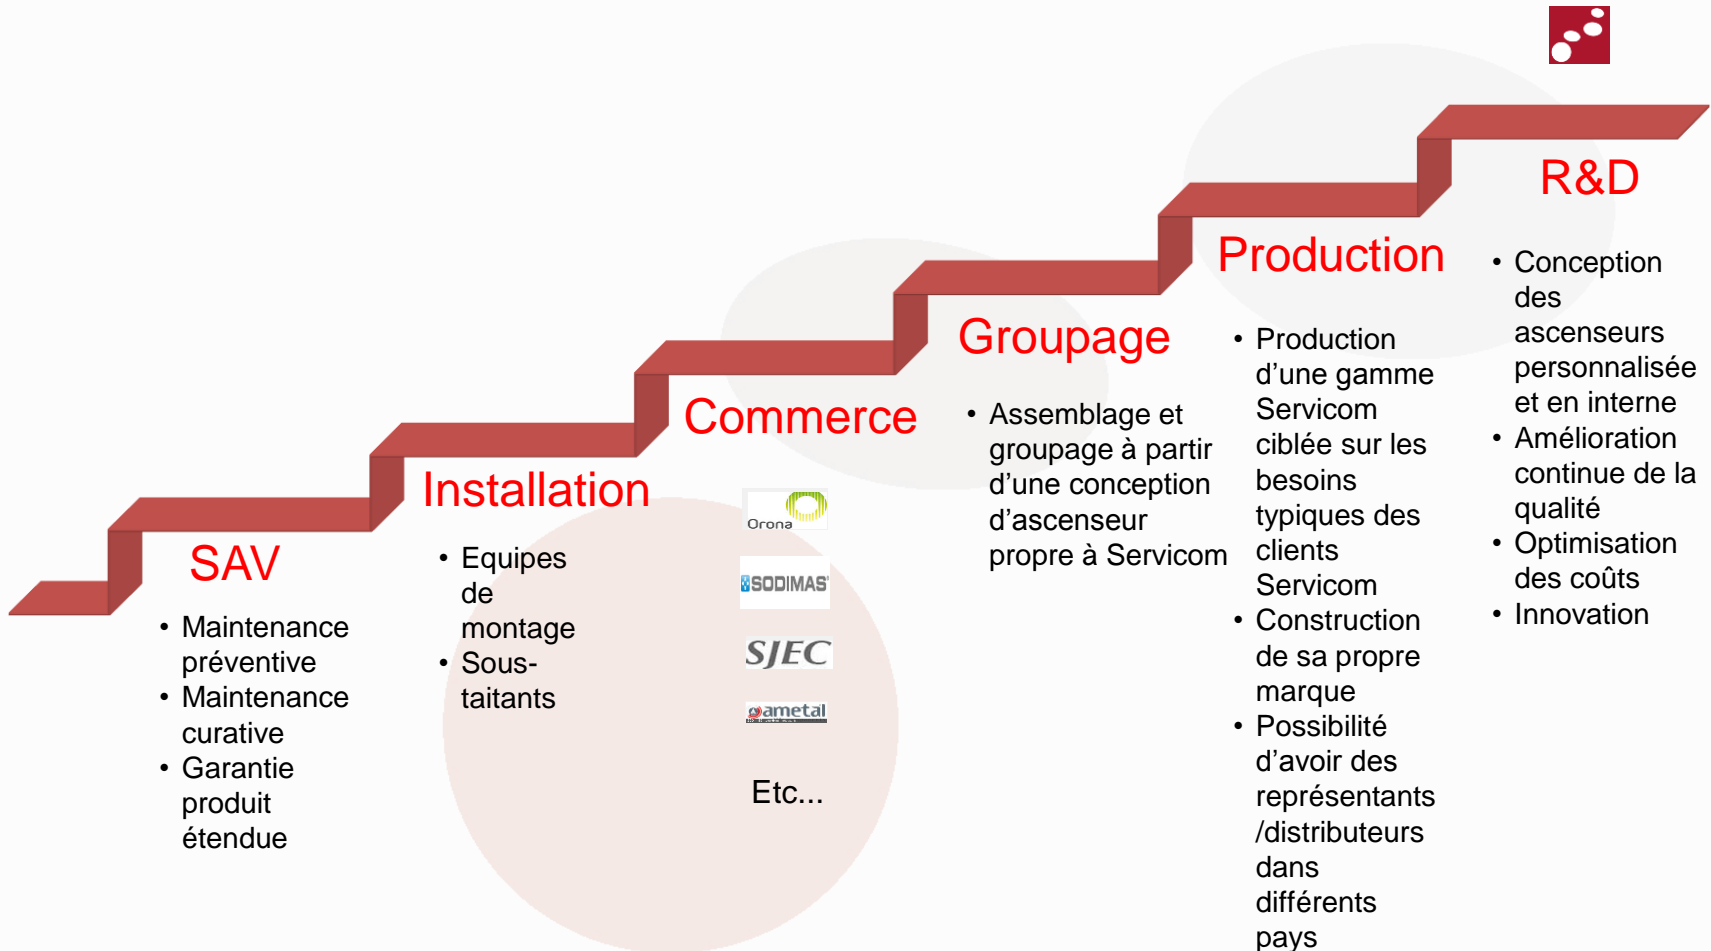 SAV
• Maintenance
préventive
• Maintenance
curative
• Garantie
produit
étendue
Installation
• Equipes
de
montage
• Sous-
taitants
Commerce
Orona
SODIMAS
SJEC
ametal
Etc...
Groupage
• Assemblage et
groupage à partir
d’une conception
d’ascenseur
propre à Servicom
Production
• Production
d’une gamme
Servicom
ciblée sur les
besoins
typiques des
clients
Servicom
• Construction
de sa propre
marque
• Possibilité
d’avoir des
représentants
/distributeurs
dans
différents
pays
R&D
• Conception
des
ascenseurs
personnalisée
et en interne
• Amélioration
continue de la
qualité
• Optimisation
des coûts
• Innovation